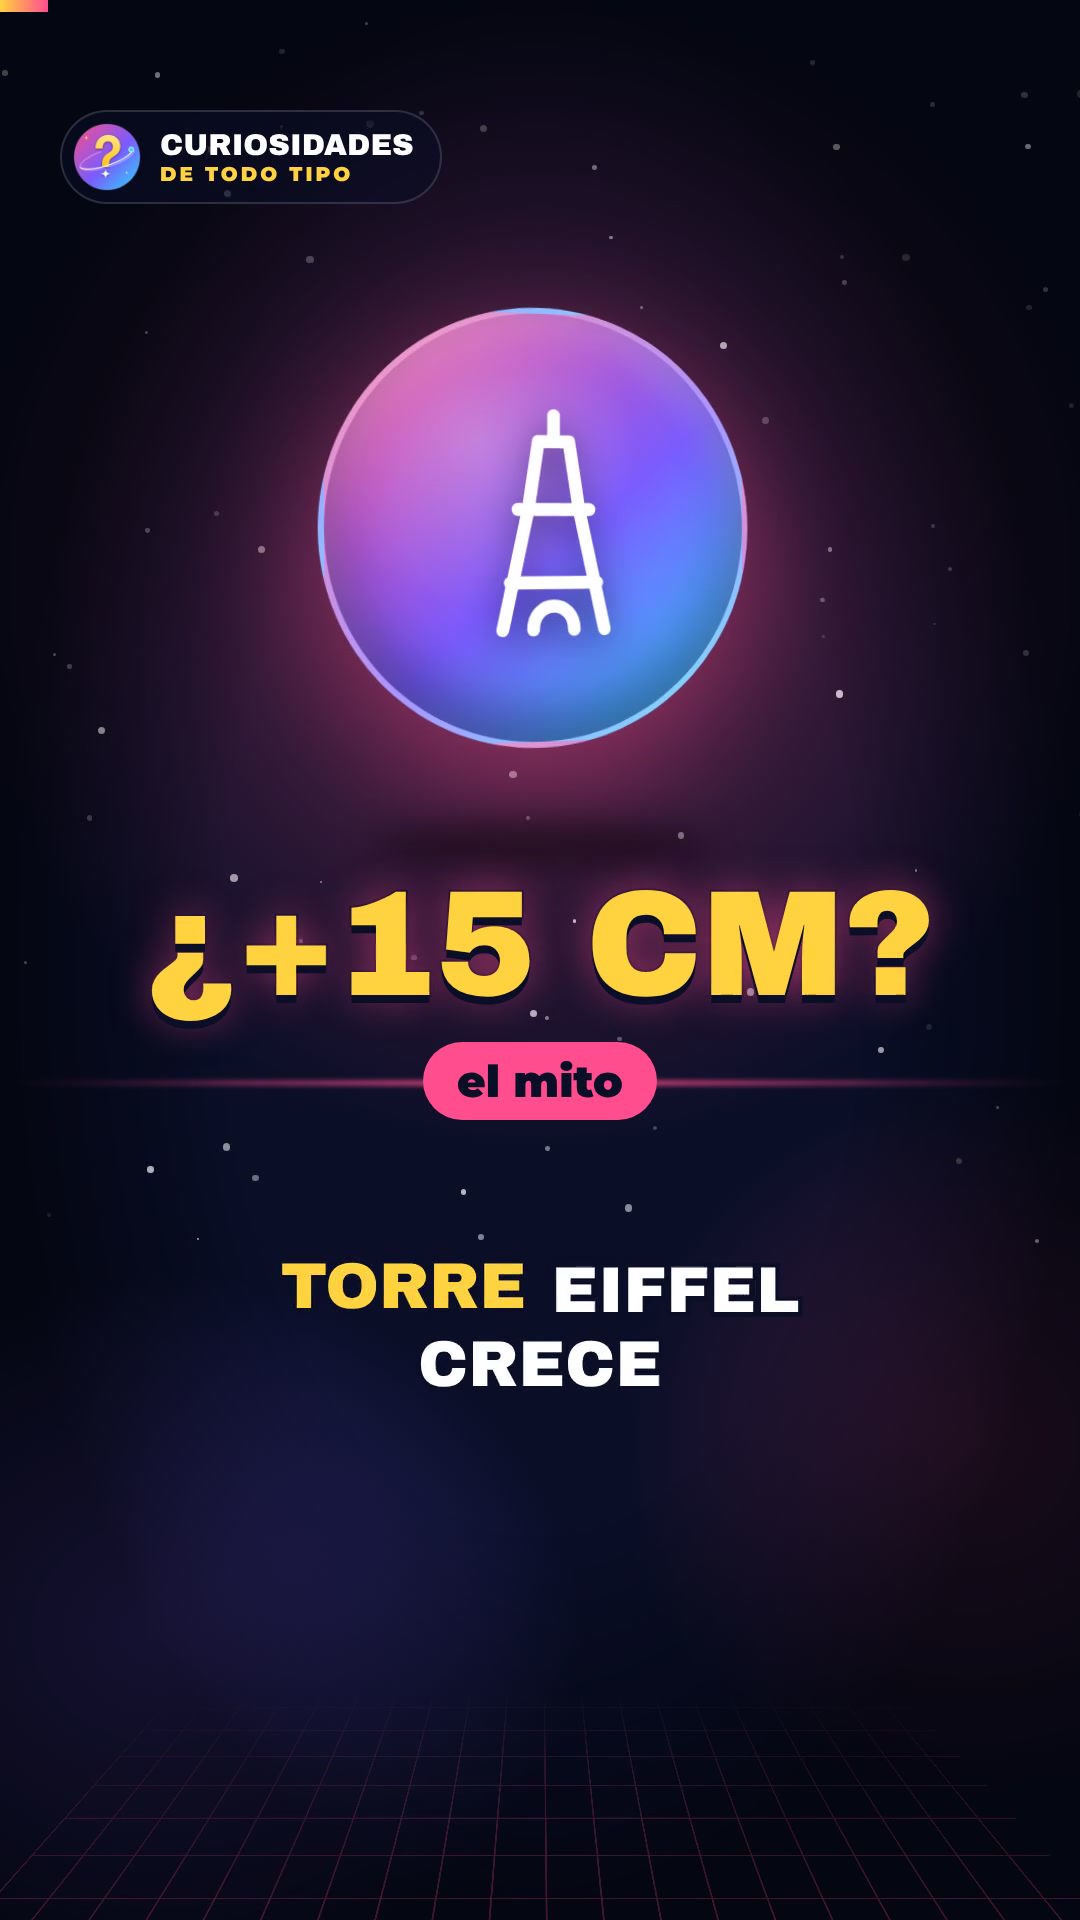 CURIOSIDADES
DE TODO TIPO
¿+15 CM?
el mito
TORRE EIFFEL
CRECE